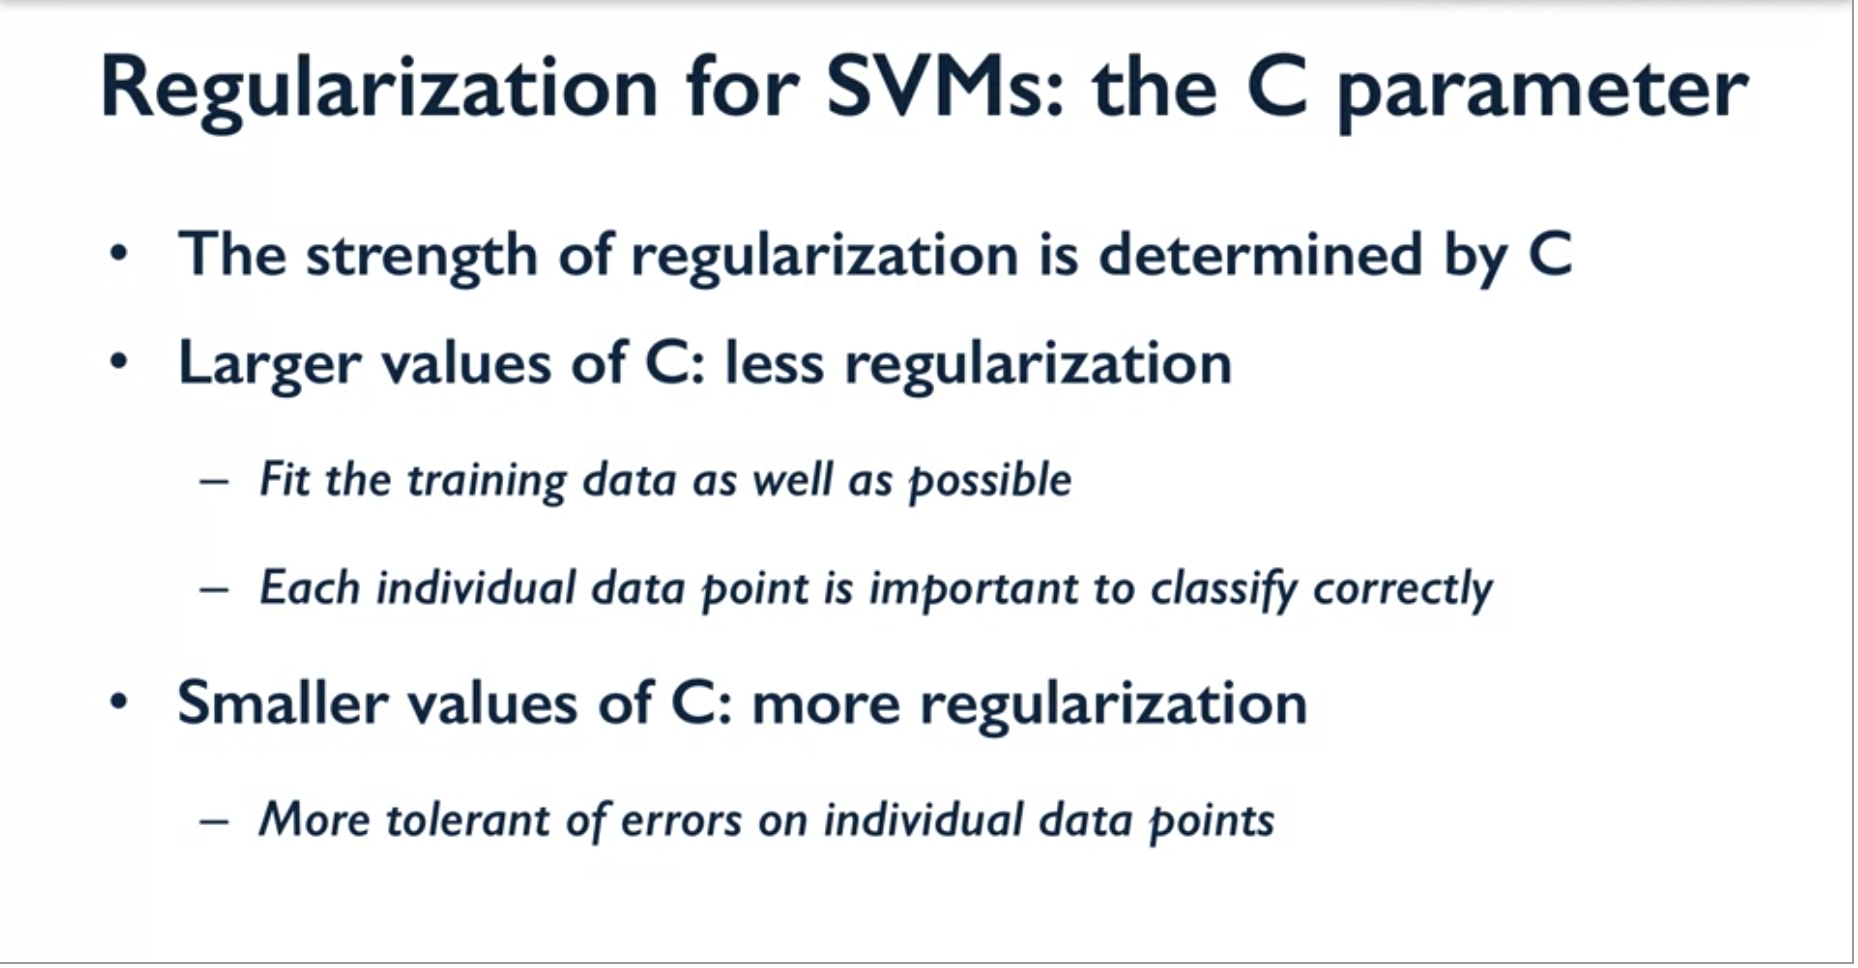 Regularization for SVMs: the C parameter
• The strength of regularization is determined by C
• Larger values of C: less regularization
– Fit the training data as well as possible
– Each individual data point is important to classify correctly
• Smaller values of C: more regularization
– More tolerant of errors on individual data points